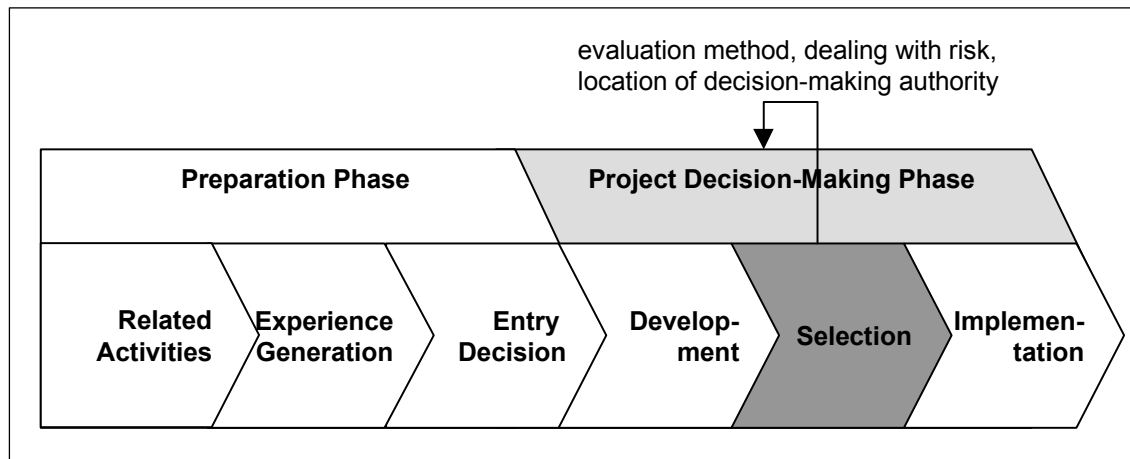 evaluation method, dealing with risk,
location of decision-making authority
Preparation Phase
Project Decision-Making Phase
Related
Activities
Experience
Generation
Entry
Decision
Develop-
ment
Selection
Implemen-
tation